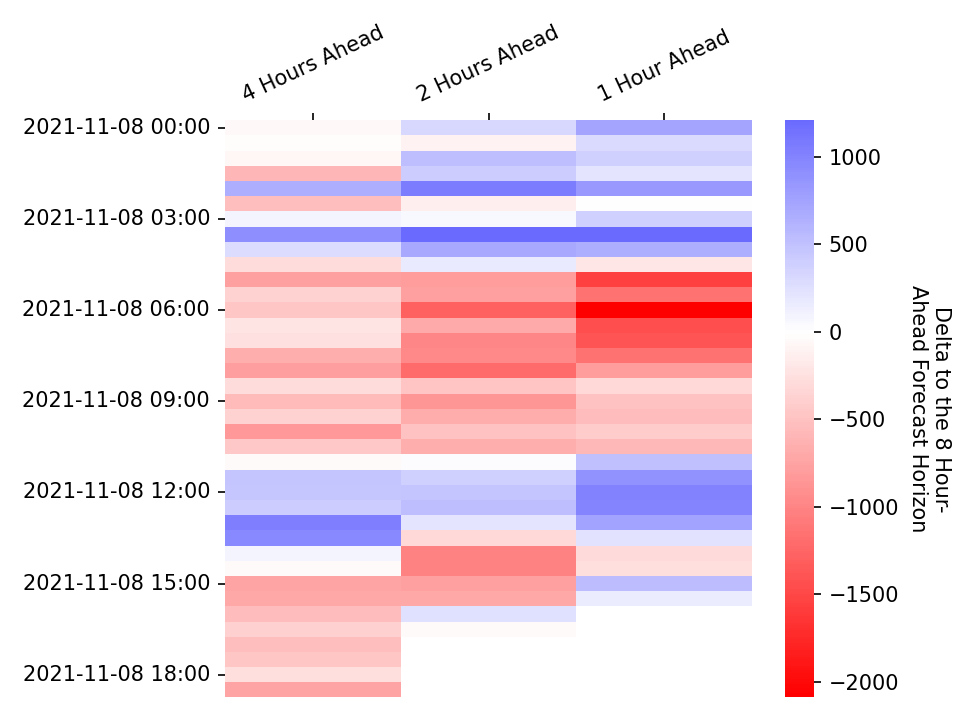 4 Hours Ahead
2 Hours Ahead
1 Hour Ahead
2021-11-08 00:00
2021-11-08 03:00
2021-11-08 06:00
2021-11-08 09:00
2021-11-08 12:00
2021-11-08 15:00
2021-11-08 18:00
1000
500
0
−500
−1000
−1500
−2000
Delta to the 8 Hour-
Ahead Forecast Horizon